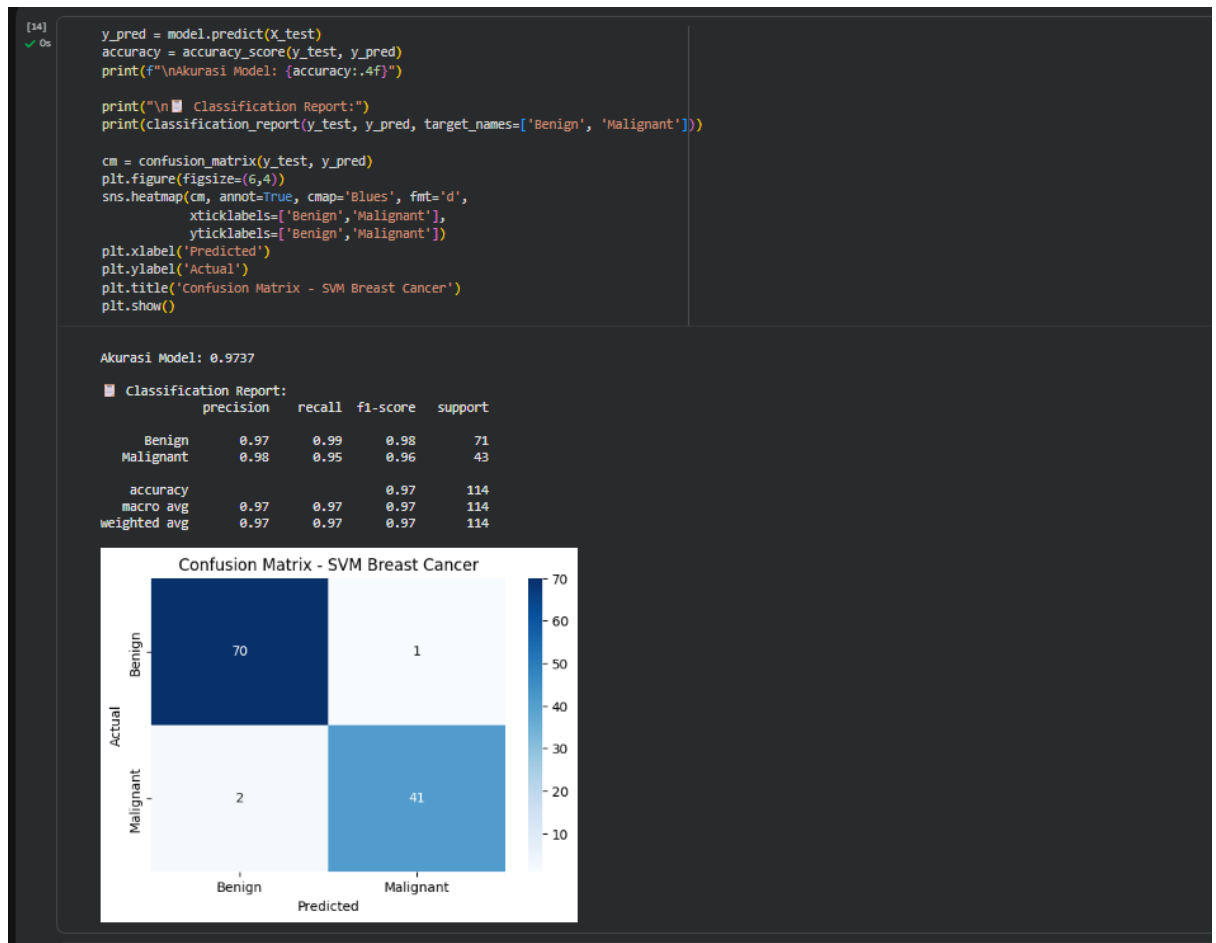 [14]
0s
y_pred = model.predict(X_test)
accuracy = accuracy_score(y_test, y_pred)
print(f"\nAkurasi Model: {accuracy:.4f}")
print("\n📋 Classification Report:")
print(classification_report(y_test, y_pred, target_names=['Benign', 'Malignant']))
cm = confusion_matrix(y_test, y_pred)
plt.figure(figsize=(6,4))
sns.heatmap(cm, annot=True, cmap='Blues', fmt='d',
xticklabels=['Benign','Malignant'],
yticklabels=['Benign','Malignant'])
plt.xlabel('Predicted')
plt.ylabel('Actual')
plt.title('Confusion Matrix - SVM Breast Cancer')
plt.show()
Akurasi Model: 0.9737
📋 Classification Report:
precision recall f1-score support
Benign 0.97 0.99 0.98 71
Malignant 0.98 0.95 0.96 43
accuracy 0.97 114
macro avg 0.97 0.97 0.97 114
weighted avg 0.97 0.97 0.97 114
Confusion Matrix - SVM Breast Cancer
70
60
50
40
30
20
10
Actual
Benign
Malignant
70 1
2 41
Benign Malignant
Predicted